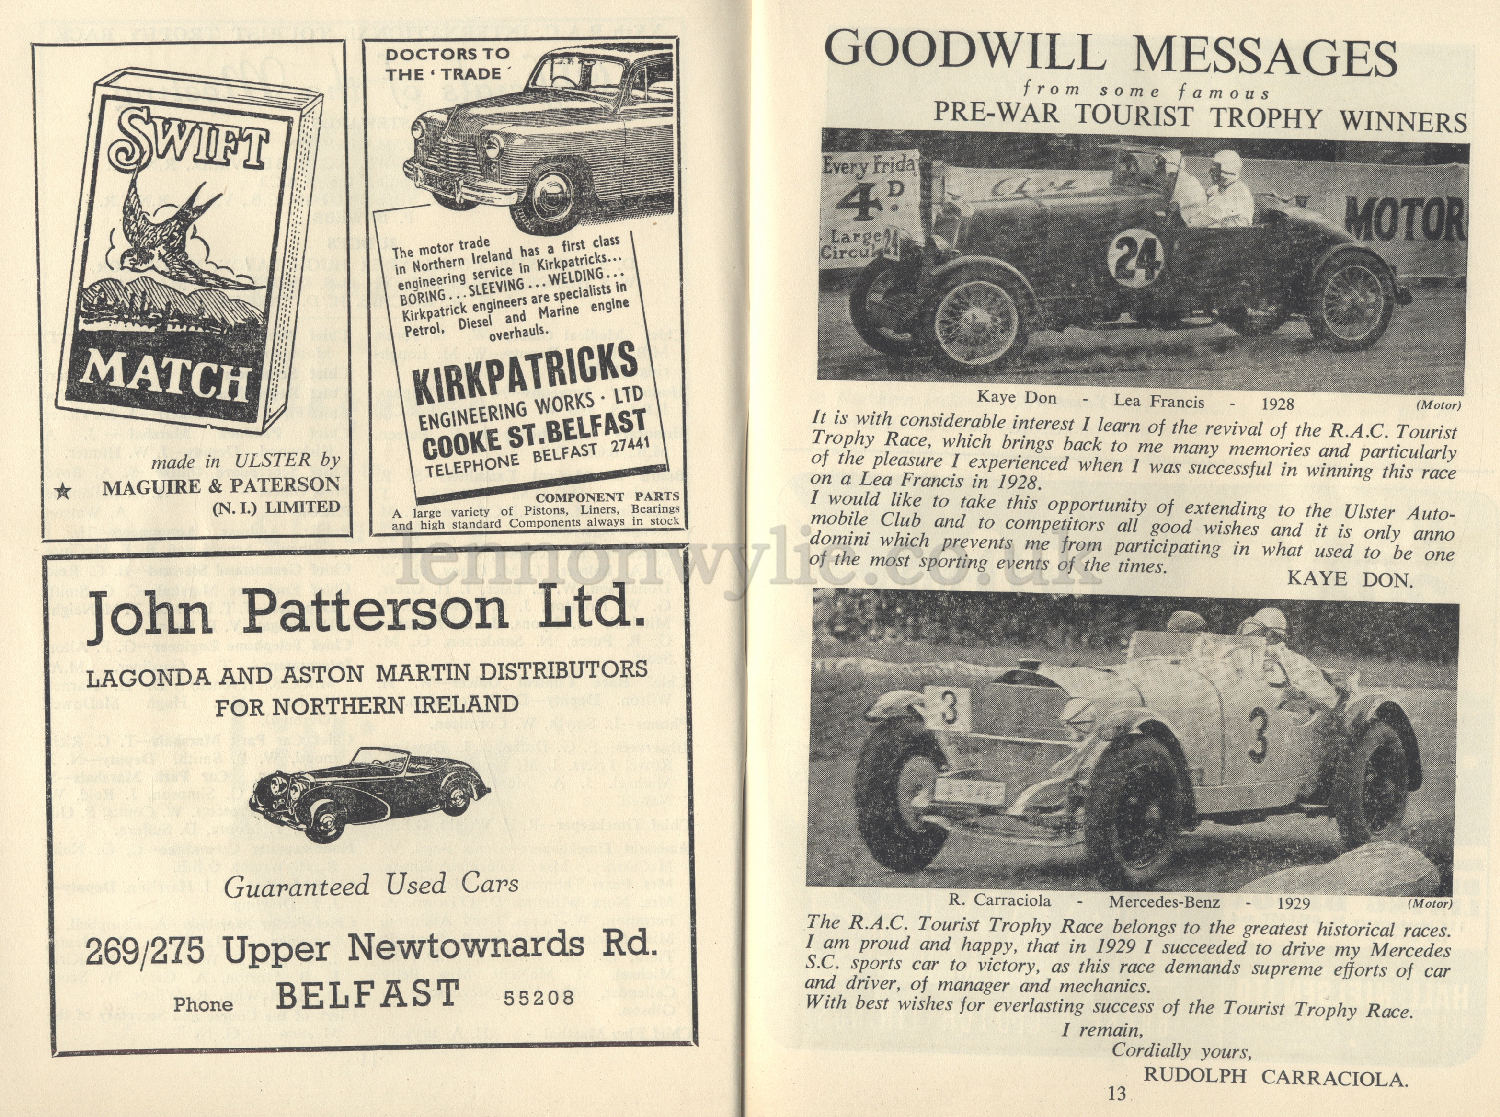 SWIFT
MATCH
made in ULSTER by
MAGUIRE & PATERSON
(N. I.) LIMITED
DOCTORS TO
THE ‘ TRADE ’
The motor trade
in Northern Ireland has a first class
engineering service in Kirkpatricks...
BORING...SLEEVING...WELDING...
Kirkpatrick engineers are specialists in
Petrol, Diesel and Marine engine
overhauls.
KIRKPATRICKS
ENGINEERING WORKS · LTD
COOKE ST. BELFAST
TELEPHONE BELFAST 27441
COMPONENT PARTS
A large variety of Pistons, Liners, Bearings
and high standard Components always in stock
John Patterson Ltd.
LAGONDA AND ASTON MARTIN DISTRIBUTORS
FOR NORTHERN IRELAND
Guaranteed Used Cars
269/275 Upper Newtownards Rd.
Phone BELFAST 55208
GOODWILL MESSAGES
from some famous
PRE-WAR TOURIST TROPHY WINNERS
Every Frida
4D.
Large
Circul
24
24
MOTOR
Kaye Don - Lea Francis - 1928 (Motor)
It is with considerable interest I learn of the revival of the R.A.C. Tourist
Trophy Race, which brings back to me many memories and particularly
of the pleasure I experienced when I was successful in winning this race
on a Lea Francis in 1928.
I would like to take this opportunity of extending to the Ulster Auto-
mobile Club and to competitors all good wishes and it is only anno
domini which prevents me from participating in what used to be one
of the most sporting events of the times.
KAYE DON.
3
3
R. Carraciola - Mercedes-Benz - 1929 (Motor)
The R.A.C. Tourist Trophy Race belongs to the greatest historical races.
I am proud and happy, that in 1929 I succeeded to drive my Mercedes
S.C. sports car to victory, as this race demands supreme efforts of car
and driver, of manager and mechanics.
With best wishes for everlasting success of the Tourist Trophy Race.
I remain,
Cordially yours,
RUDOLPH CARRACIOLA.
13
lennonwylie.co.uk